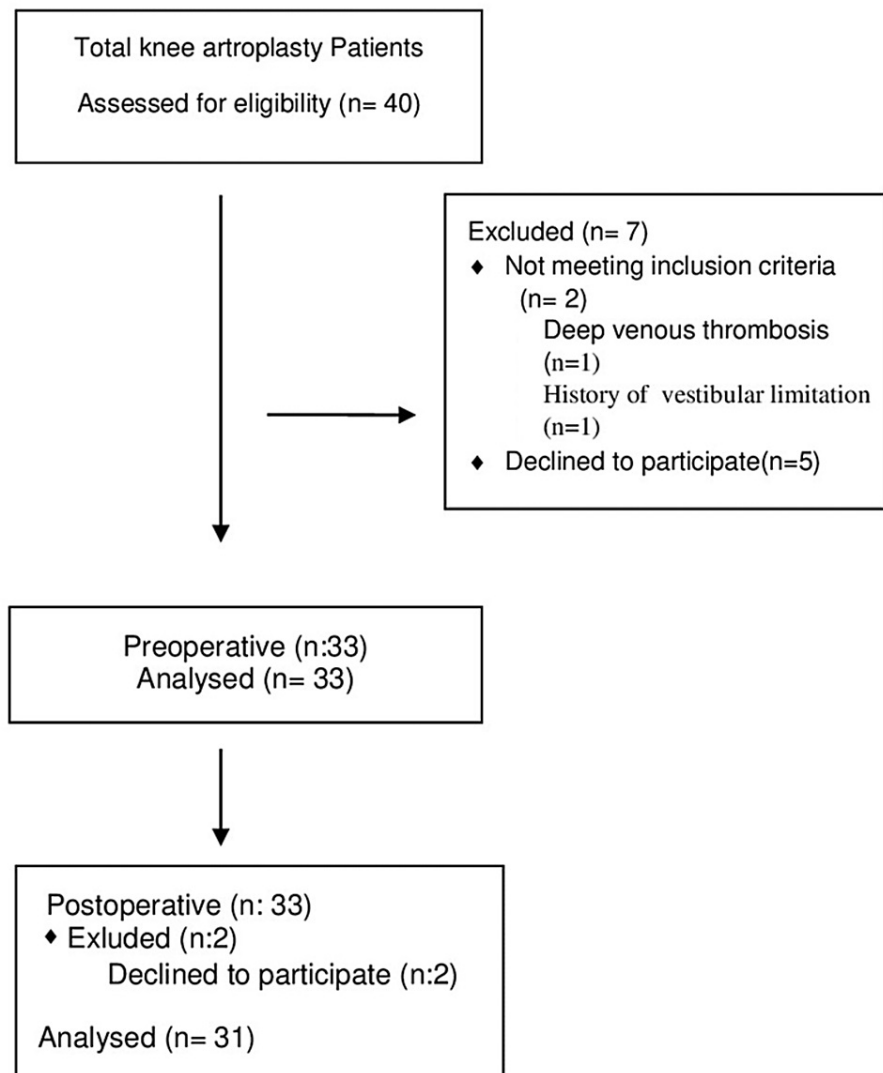 Total knee artroplasty Patients
Assessed for eligibility (n= 40)
Excluded (n= 7)
♦ Not meeting inclusion criteria
(n= 2)
Deep venous thrombosis
(n=1)
History of vestibular limitation
(n=1)
♦ Declined to participate(n=5)
Preoperative (n:33)
Analysed (n= 33)
Postoperative (n: 33)
♦ Exluded (n:2)
Declined to participate (n:2)
Analysed (n= 31)